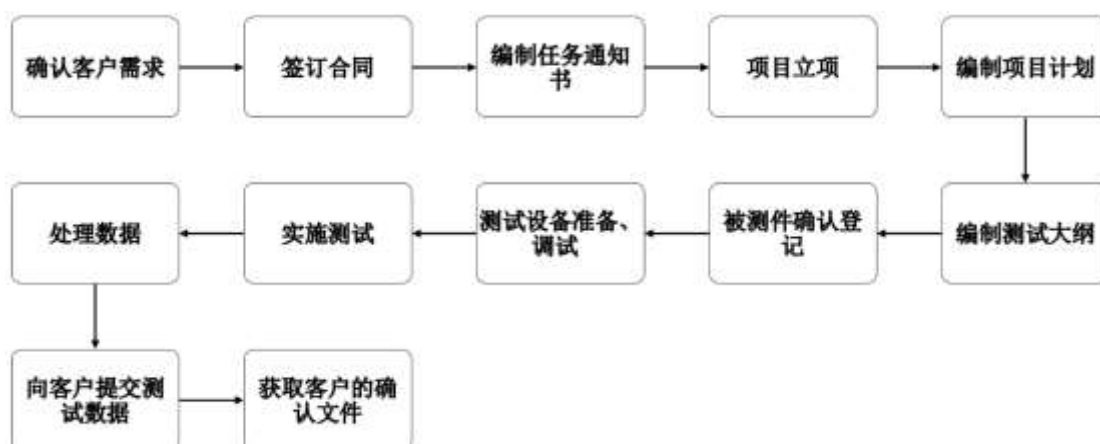 确认客户需求
签订合同
编制任务通知
书
项目立项
编制项目计划
编制测试大纲
被测件确认登
记
测试设备准备、
调试
实施测试
处理数据
向客户提交测
试数据
获取客户的确
认文件